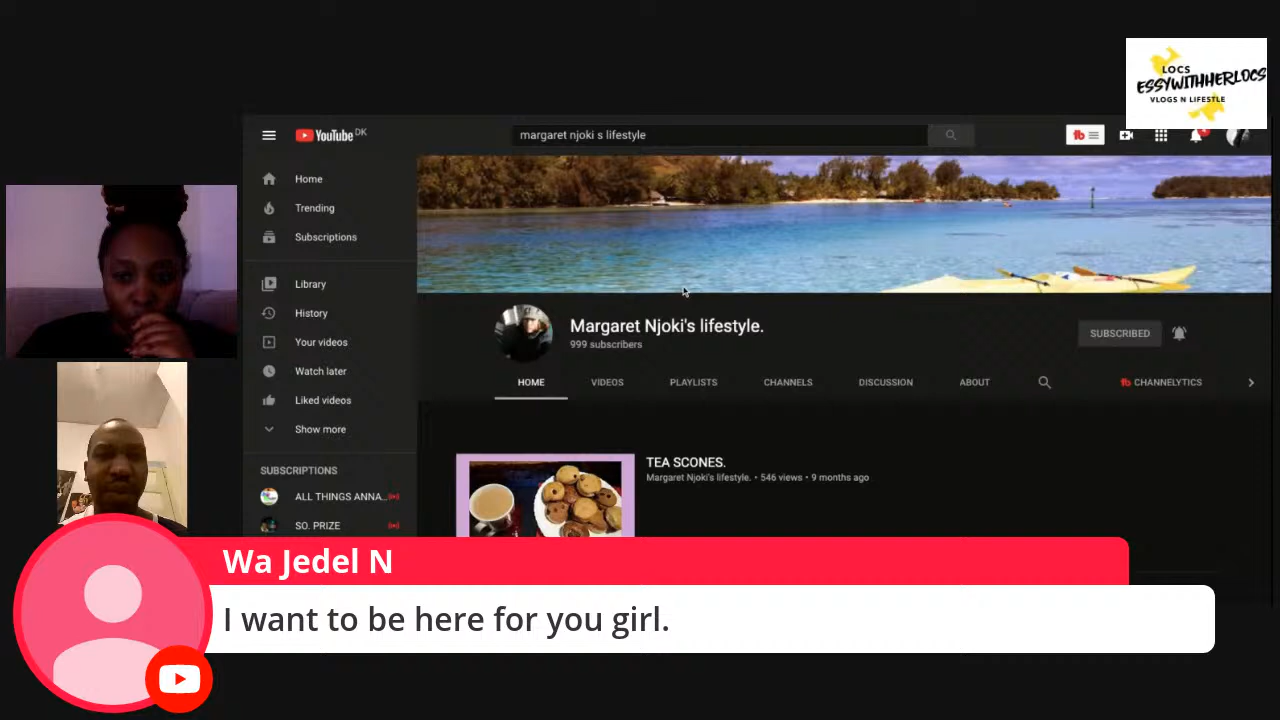 LOCS
ESSYWITHHERLOCS
VLOGS N LIFESTLE
YouTube DK
margaret njoki s lifestyle
Home
Trending
Subscriptions
Library
History
Your videos
Watch later
Liked videos
Show more
SUBSCRIPTIONS
ALL THINGS ANNA...
SO. PRIZE
Margaret Njoki's lifestyle.
999 subscribers
SUBSCRIBED
HOME
VIDEOS
PLAYLISTS
CHANNELS
DISCUSSION
ABOUT
CHANNELYTICS
TEA SCONES.
Margaret Njoki's lifestyle. • 546 views • 9 months ago
Wa Jedel N
I want to be here for you girl.